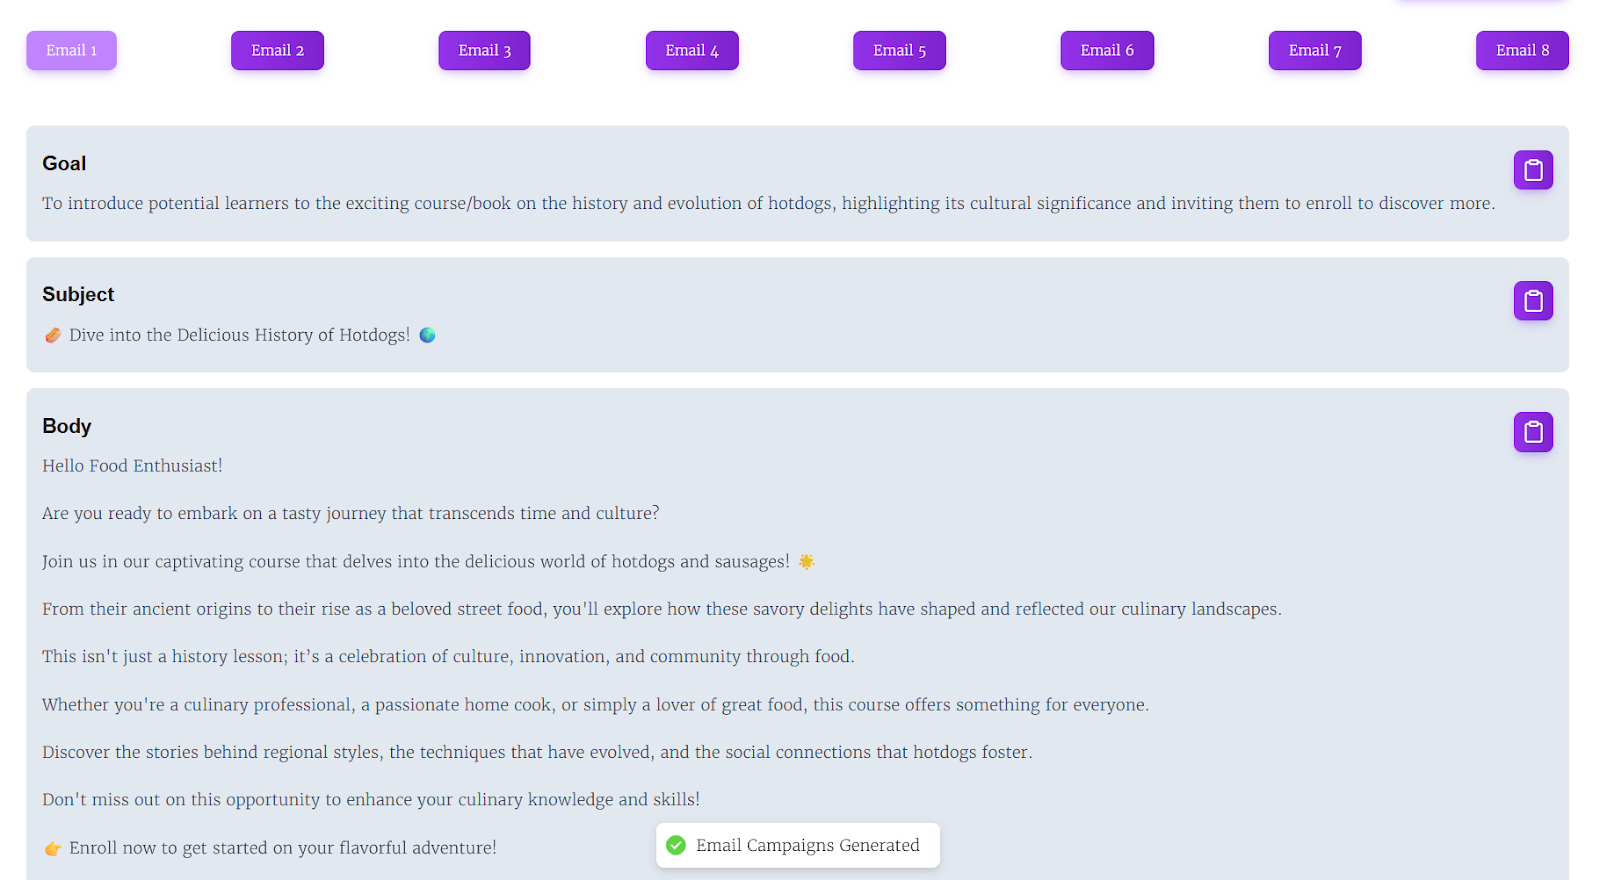 Email 1
Email 2
Email 3
Email 4
Email 5
Email 6
Email 7
Email 8
Goal
To introduce potential learners to the exciting course/book on the history and evolution of hotdogs, highlighting its cultural significance and inviting them to enroll to discover more.
Subject
🌭 Dive into the Delicious History of Hotdogs! 🌍
Body
Hello Food Enthusiast!
Are you ready to embark on a tasty journey that transcends time and culture?
Join us in our captivating course that delves into the delicious world of hotdogs and sausages! 🌟
From their ancient origins to their rise as a beloved street food, you'll explore how these savory delights have shaped and reflected our culinary landscapes.
This isn't just a history lesson; it’s a celebration of culture, innovation, and community through food.
Whether you're a culinary professional, a passionate home cook, or simply a lover of great food, this course offers something for everyone.
Discover the stories behind regional styles, the techniques that have evolved, and the social connections that hotdogs foster.
Don't miss out on this opportunity to enhance your culinary knowledge and skills!
👉 Enroll now to get started on your flavorful adventure!
Email Campaigns Generated